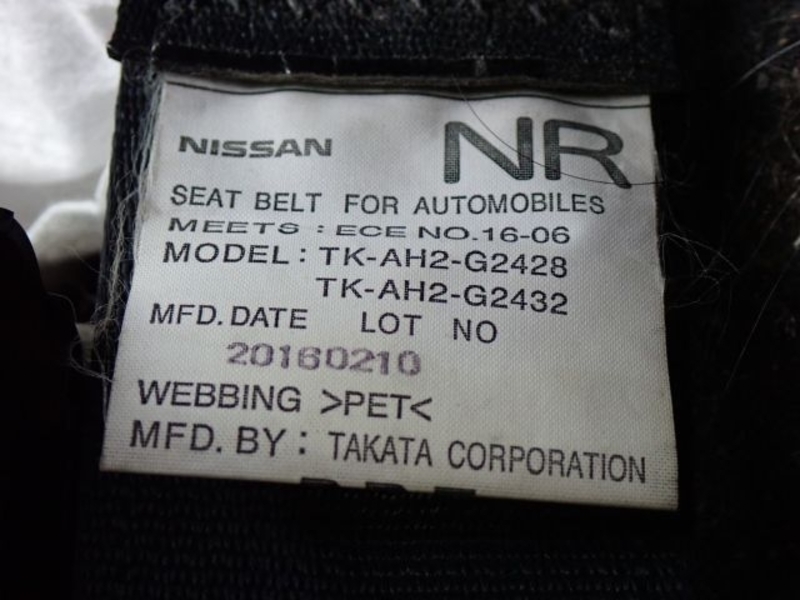 NISSAN NR
SEAT BELT FOR AUTOMOBILES
MEETS : ECE NO.16-06
MODEL : TK-AH2-G2428
TK-AH2-G2432
MFD. DATE LOT NO
20160210
WEBBING >PET<
MFD. BY : TAKATA CORPORATION